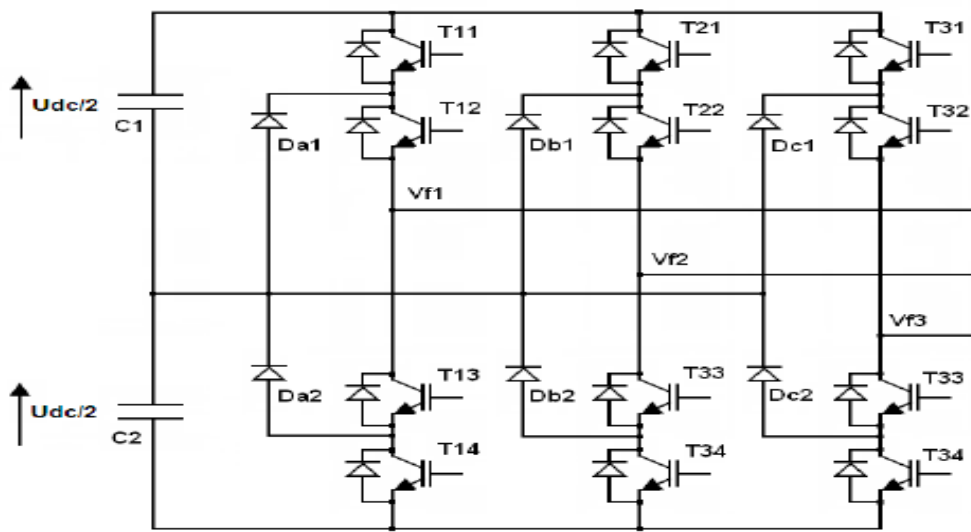 T11
T21
T31
Udc/2
C1
Da1
T12
Db1
T22
Dc1
T32
Vf1
Vf2
Vf3
Udc/2
C2
Da2
T13
Db2
T33
Dc2
T33
T14
T34
T34